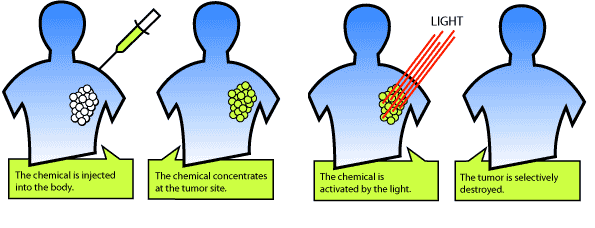 LIGHT
The chemical is injected
into the body.
The chemical concentrates
at the tumor site.
The chemical is
activated by the light.
The tumor is selectively
destroyed.